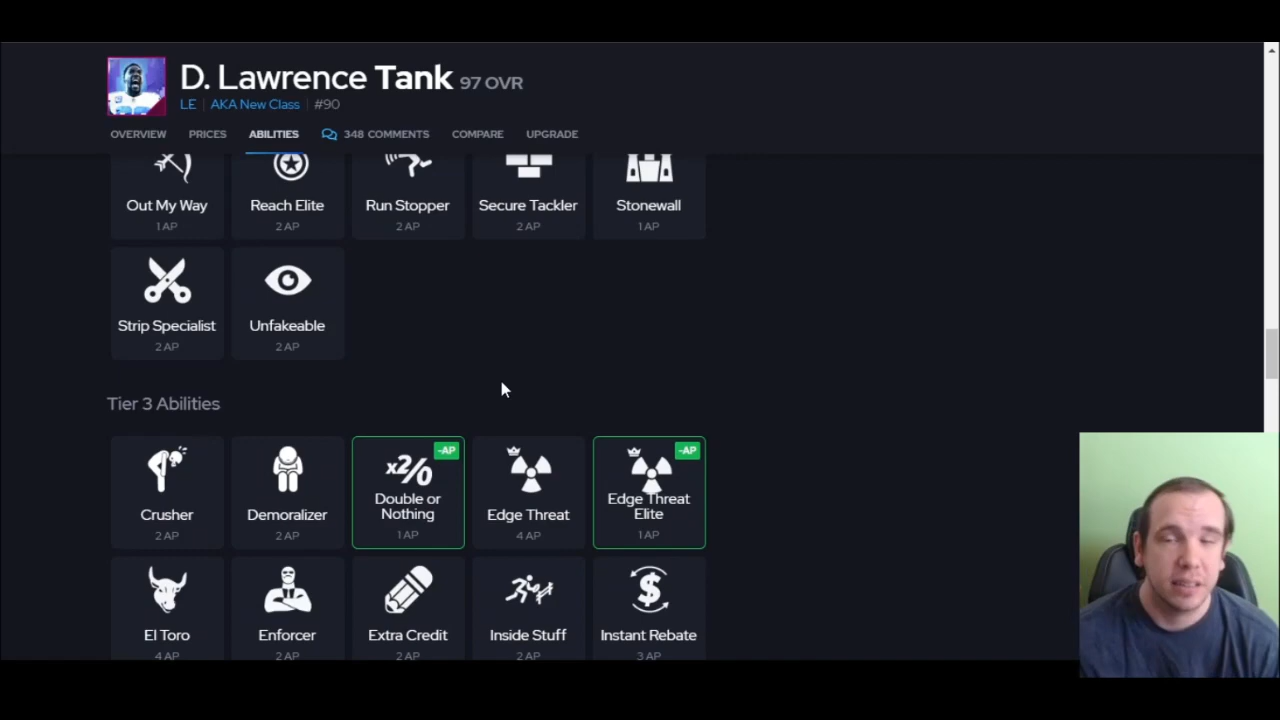 D. Lawrence Tank 97 OVR
LE | AKA New Class | #90
OVERVIEW PRICES ABILITIES 348 COMMENTS COMPARE UPGRADE
Out My Way Reach Elite Run Stopper Secure Tackler Stonewall
1 AP 2 AP 2 AP 2 AP 1 AP
Strip Specialist Unfakeable
2 AP 2 AP
Tier 3 Abilities
-AP -AP
x2/0
Crusher Demoralizer Double or Nothing Edge Threat Edge Threat Elite
2 AP 2 AP 1 AP 4 AP 1 AP
El Toro Enforcer Extra Credit Inside Stuff Instant Rebate
4 AP 2 AP 2 AP 2 AP 3 AP